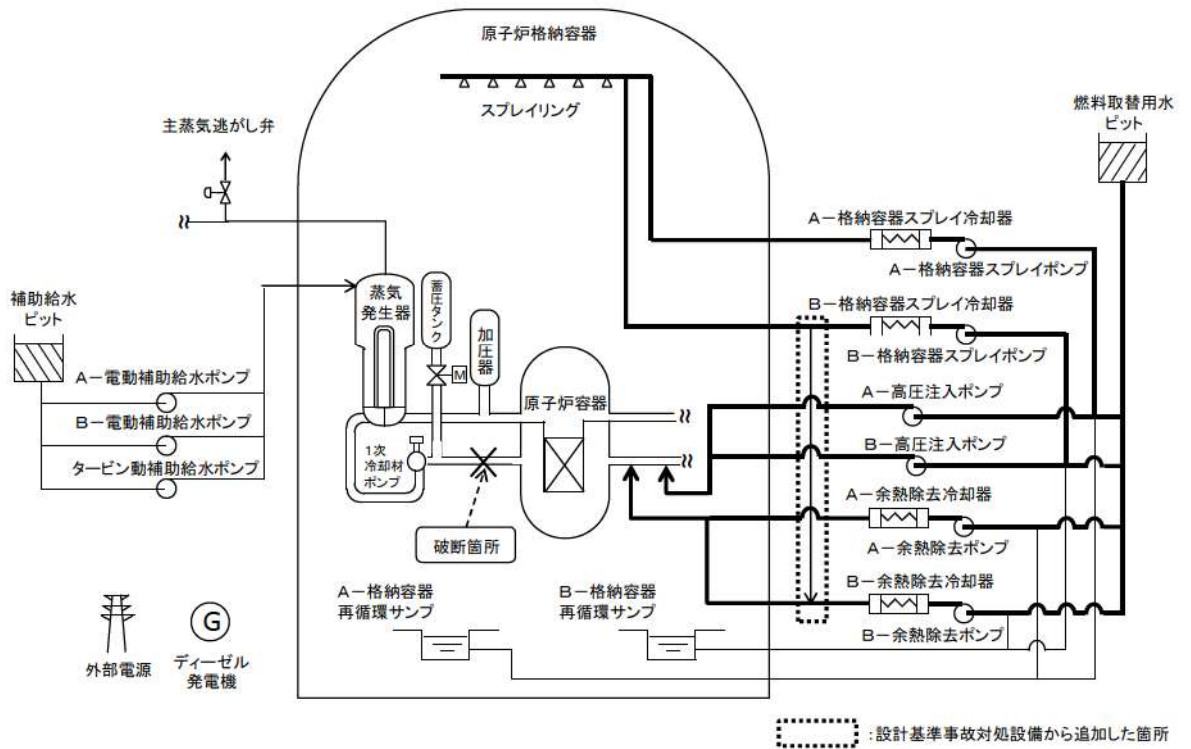 原子炉格納容器
スプレイリング
燃料取替用水
ピット
主蒸気逃がし弁
A－格納容器スプレイ冷却器
A－格納容器スプレイポンプ
補助給水
ピット
蒸気
発生器
蓄圧タンク
加圧器
M
B－格納容器スプレイ冷却器
B－格納容器スプレイポンプ
A－電動補助給水ポンプ
B－電動補助給水ポンプ
タービン動補助給水ポンプ
原子炉容器
A－高圧注入ポンプ
B－高圧注入ポンプ
1次
冷却材
ポンプ
A－余熱除去冷却器
A－余熱除去ポンプ
破断箇所
B－余熱除去冷却器
B－余熱除去ポンプ
A－格納容器
再循環サンプ
B－格納容器
再循環サンプ
G
外部電源
ディーゼル
発電機
：設計基準事故対処設備から追加した箇所